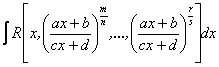 ∫ R[x, ((ax+b)/(cx+d))^(m/n), ..., ((ax+b)/(cx+d))^(r/s)] dx